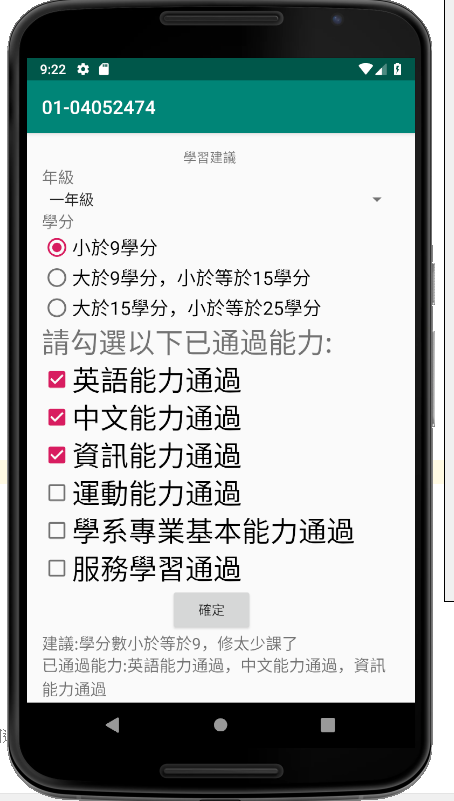 9:22
01-04052474
學習建議
年級
一年級
學分
小於9學分
大於9學分，小於等於15學分
大於15學分，小於等於25學分
請勾選以下已通過能力:
英語能力通過
中文能力通過
資訊能力通過
運動能力通過
學系專業基本能力通過
服務學習通過
確定
建議:學分數小於等於9，修太少課了
已通過能力:英語能力通過，中文能力通過，資訊
能力通過